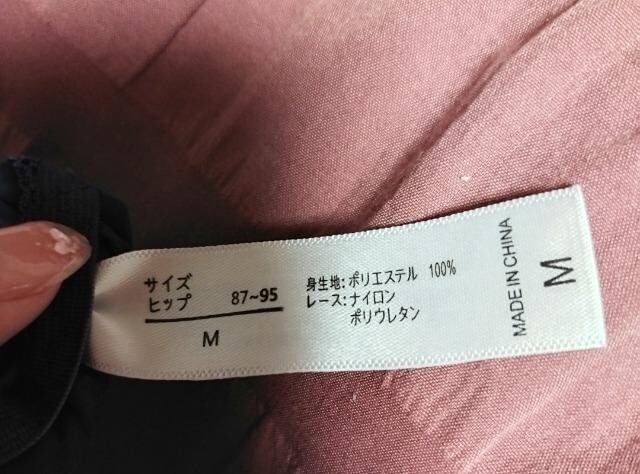 サイズ
ヒップ 87~95
M
身生地: ポリエステル 100%
レース: ナイロン
ポリウレタン
MADE IN CHINA
M